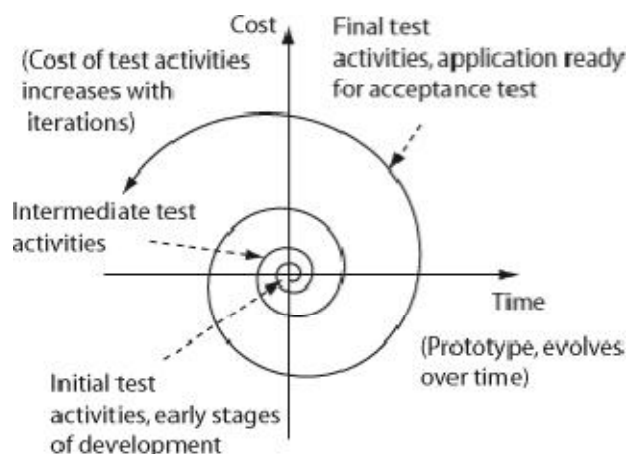 Cost
(Cost of test activities
increases with
iterations)
Final test
activities, application ready
for acceptance test
Intermediate test
activities
Time
(Prototype, evolves
over time)
Initial test
activities, early stages
of development